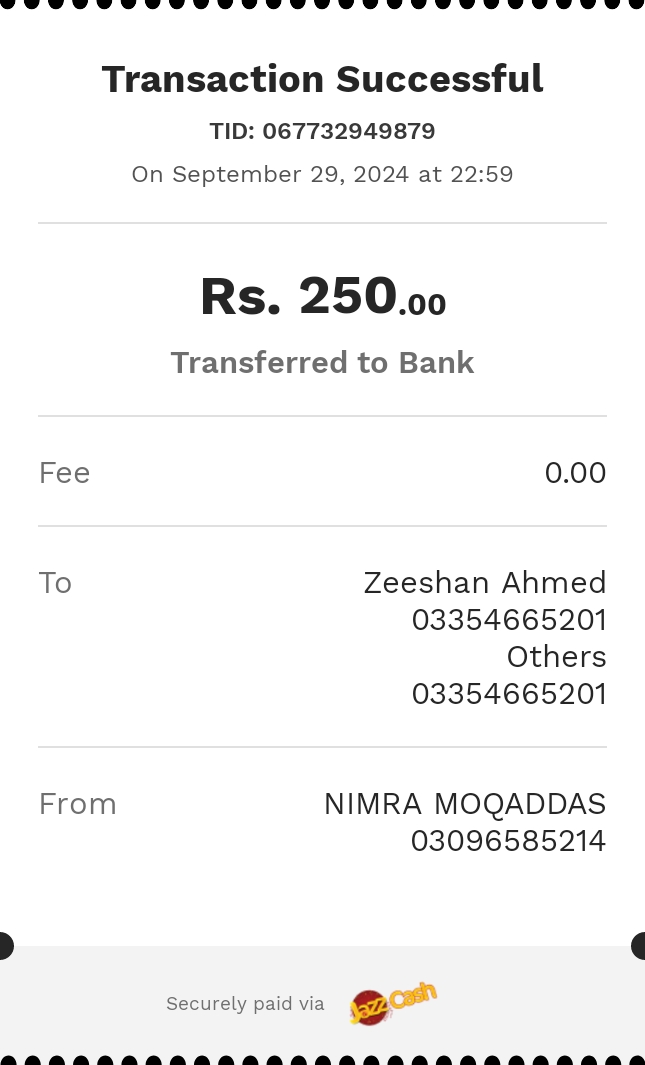 Transaction Successful
TID: 067732949879
On September 29, 2024 at 22:59
Rs. 250.00
Transferred to Bank
Fee 0.00
To Zeeshan Ahmed
03354665201
Others
03354665201
From NIMRA MOQADDAS
03096585214
Securely paid via JazzCash